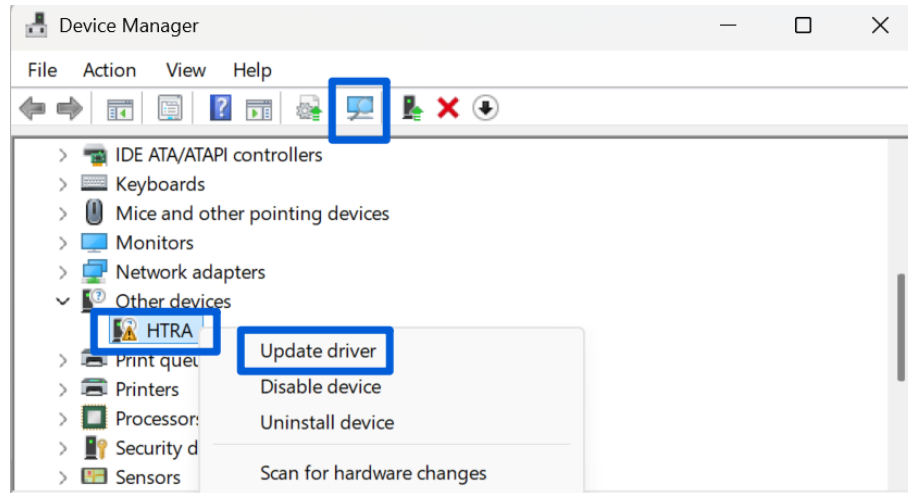 Device Manager
File Action View Help
IDE ATA/ATAPI controllers
Keyboards
Mice and other pointing devices
Monitors
Network adapters
Other devices
HTRA
Update driver
Print queu
Disable device
Printers
Processors
Uninstall device
Security d
Scan for hardware changes
Sensors